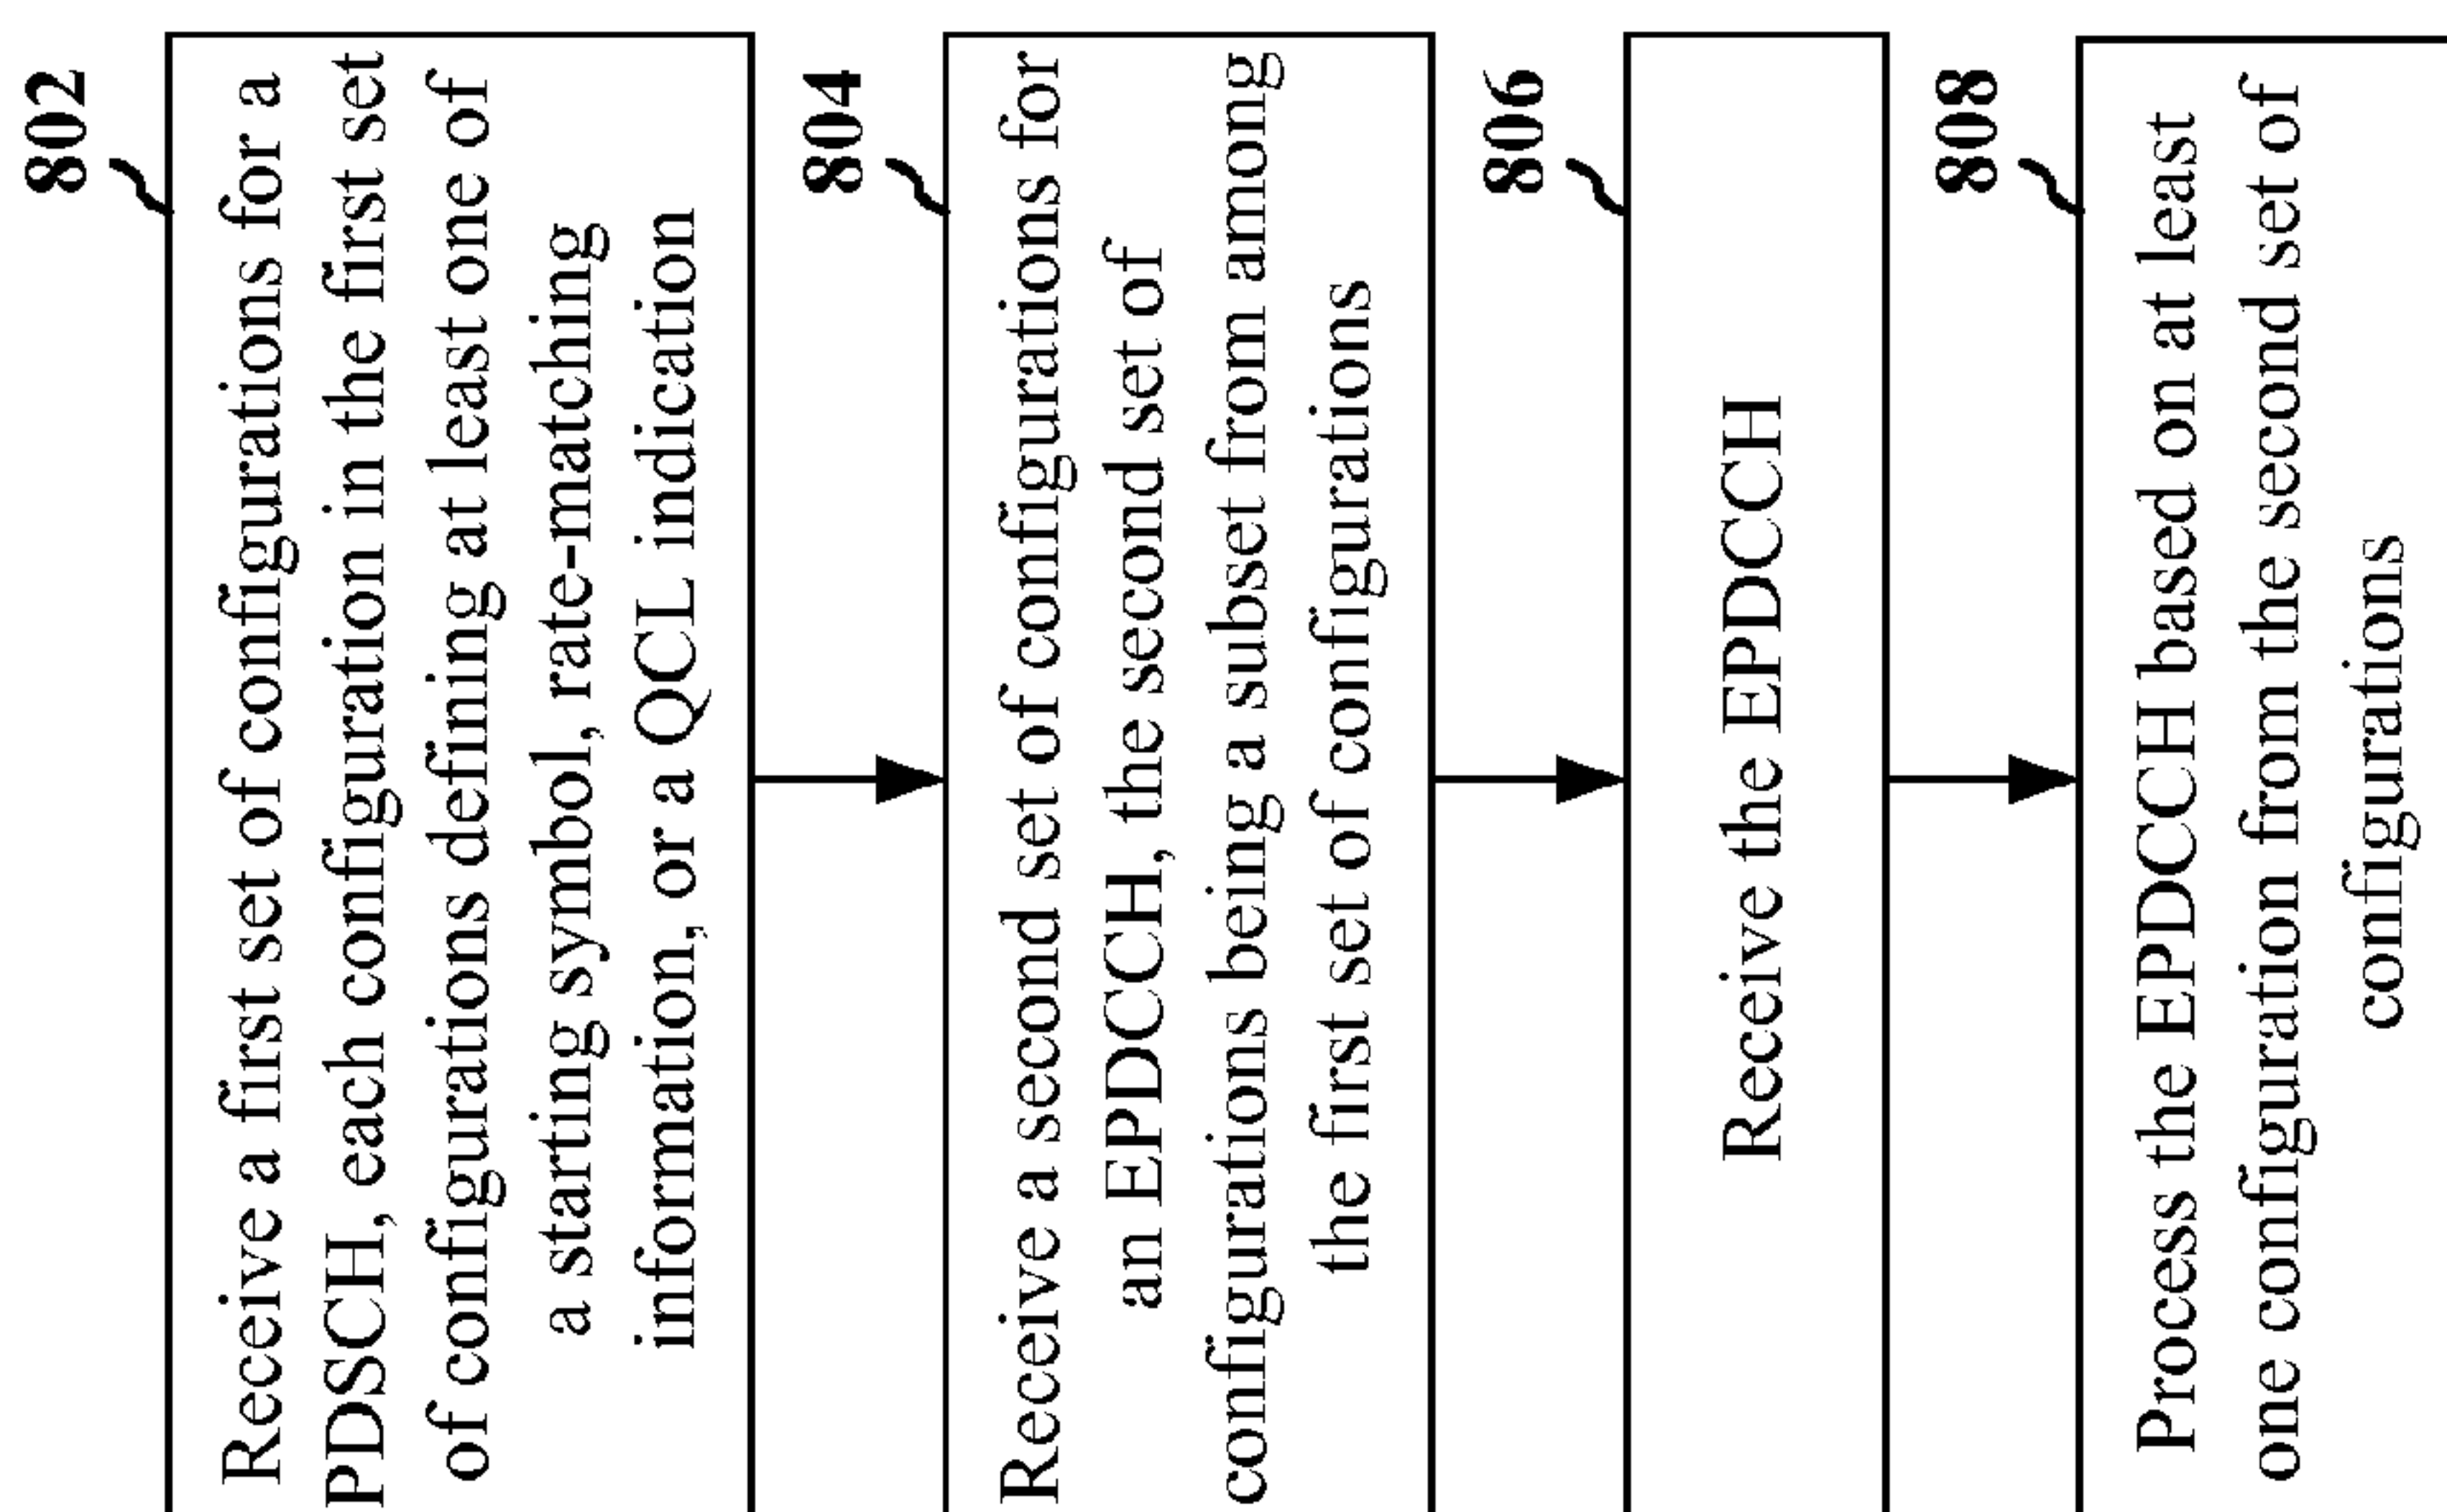 802
Receive a first set of configurations for a
PDSCH, each configuration in the first set
of configurations defining at least one of
a starting symbol, rate-matching
information, or a QCL indication
804
Receive a second set of configurations for
an EPDCCH, the second set of
configurations being a subset from among
the first set of configurations
806
Receive the EPDCCH
808
Process the EPDCCH based on at least
one configuration from the second set of
configurations